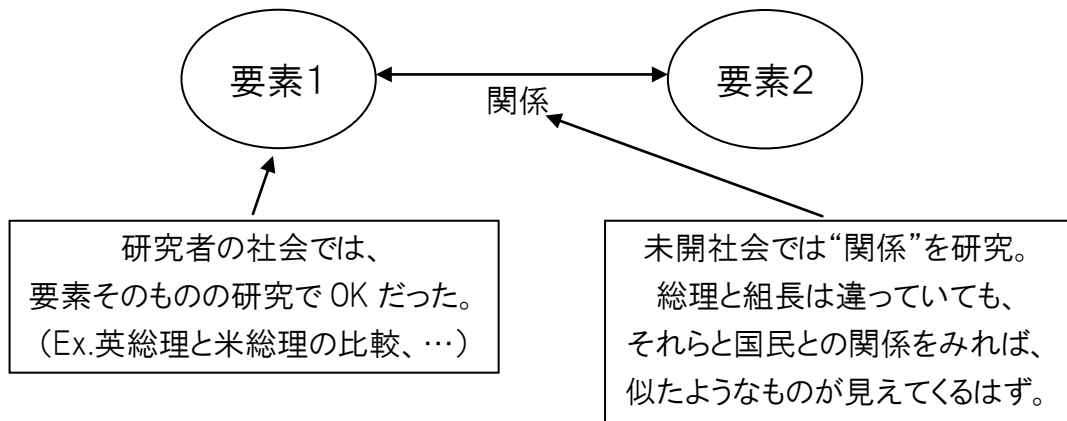 要素1
要素2
関係
研究者の社会では、
要素そのものの研究で OK だった。
（Ex.英総理と米総理の比較、…）
未開社会では“関係”を研究。
総理と組長は違っていても、
それらと国民との関係をみれば、
似たようなものが見えてくるはず。